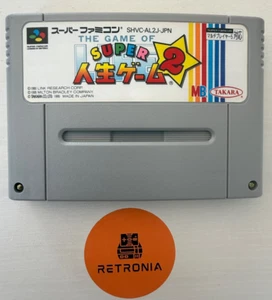 スーパーファミコン SHVC-AL2J-JPN
THE GAME OF
SUPER
人生ゲーム2
MB TAKARA
MADE IN JAPAN
RETRONIA